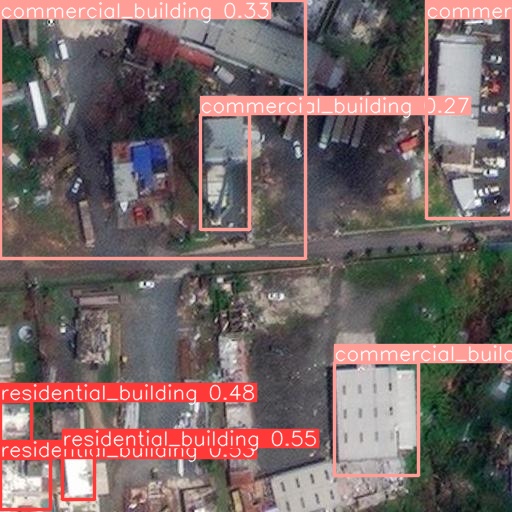 commercial_building 0.33
commer
commercial_building 0.27
commercial_build
residential_building 0.48
residential_building 0.55
residential_building 0.53